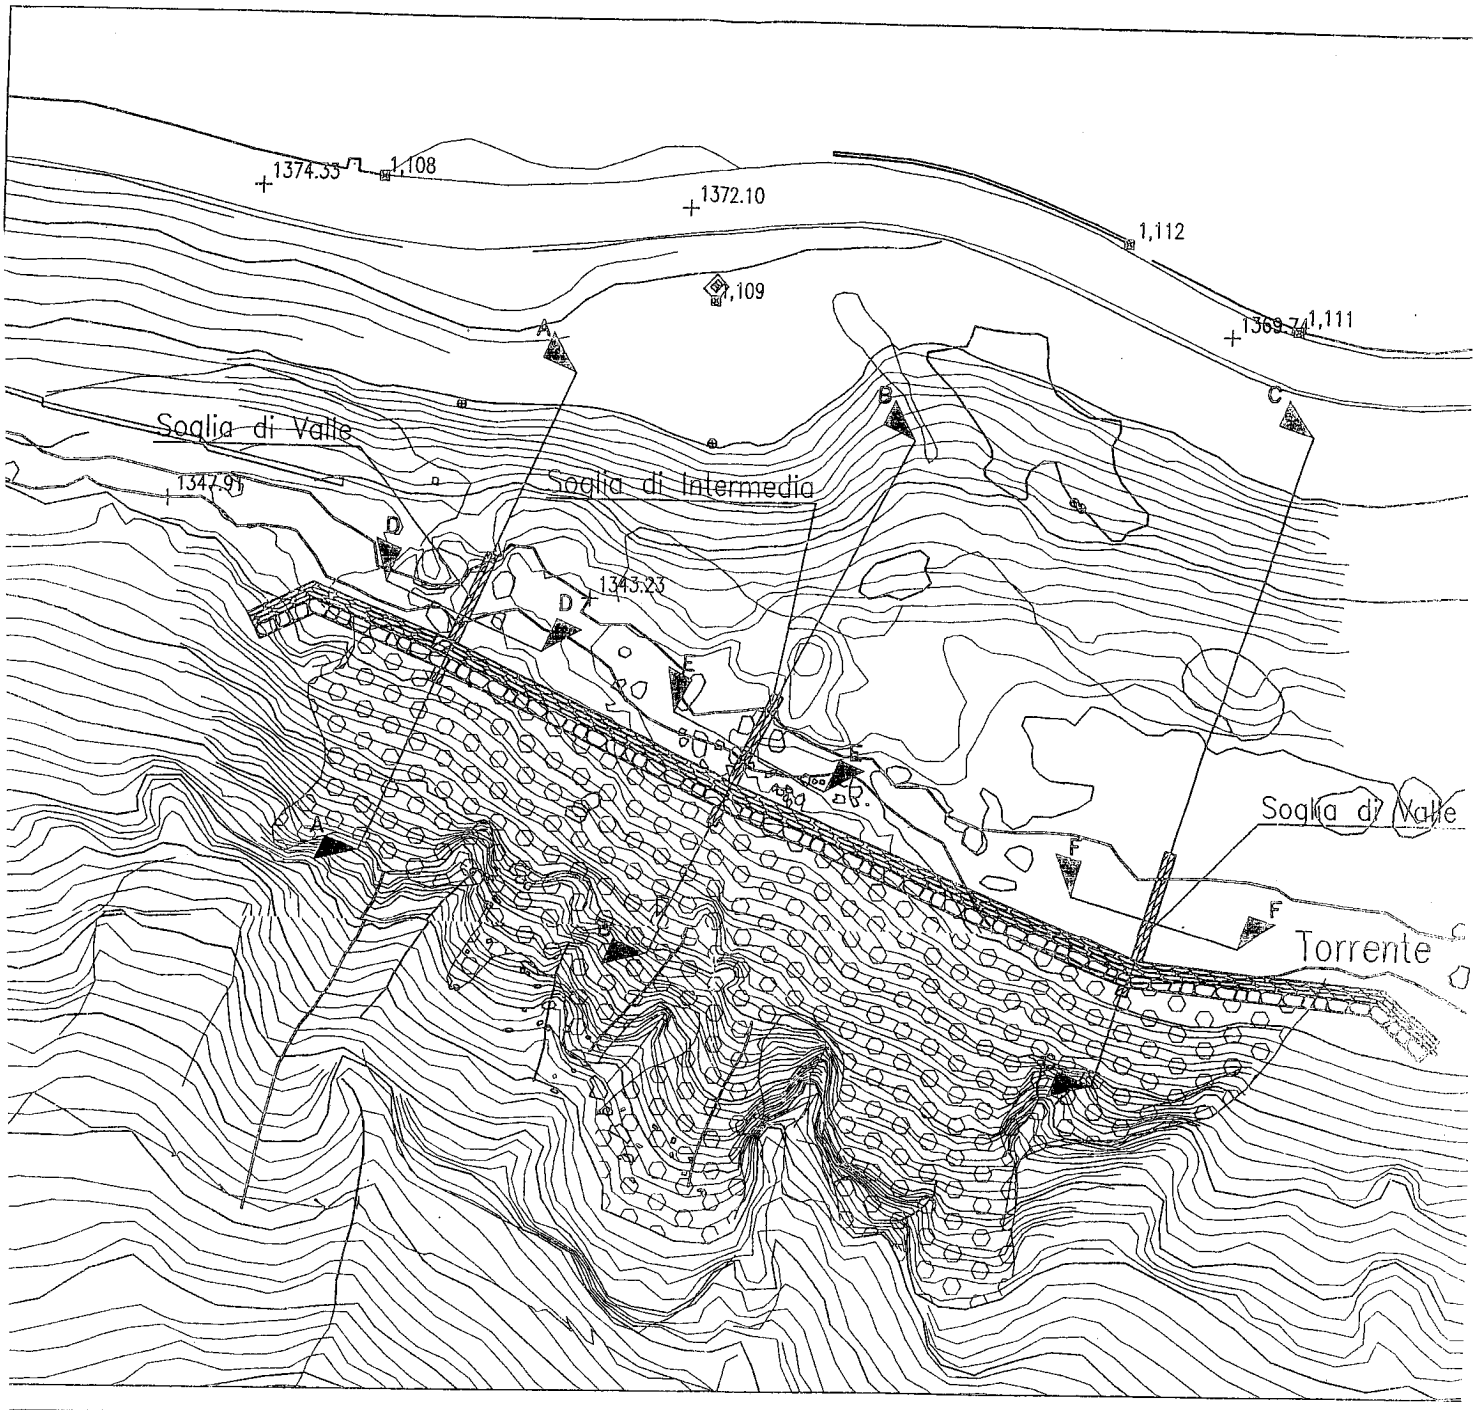 1374.33
1,108
1372.10
1,112
1,109
1369.74
1,111
A
B
C
Soglia di Valle
Soglia di Intermedia
1347.91
D
1343.23
D
E
E
Soglia di Valle
A
F
F
B
Torrente